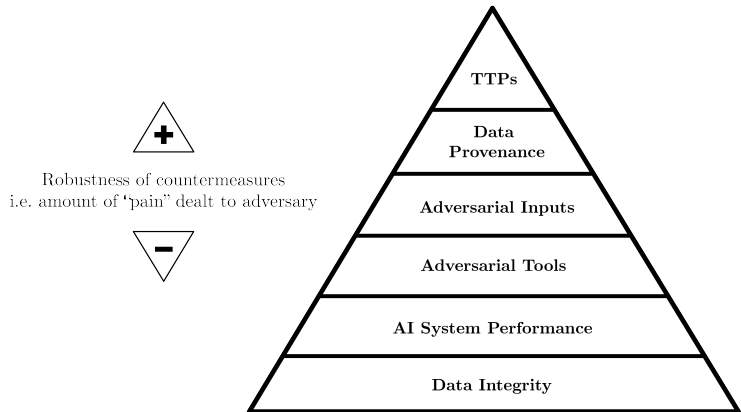 TTPs
Data
Provenance
Adversarial Inputs
Adversarial Tools
AI System Performance
Data Integrity
+
Robustness of countermeasures
i.e. amount of “pain” dealt to adversary
-